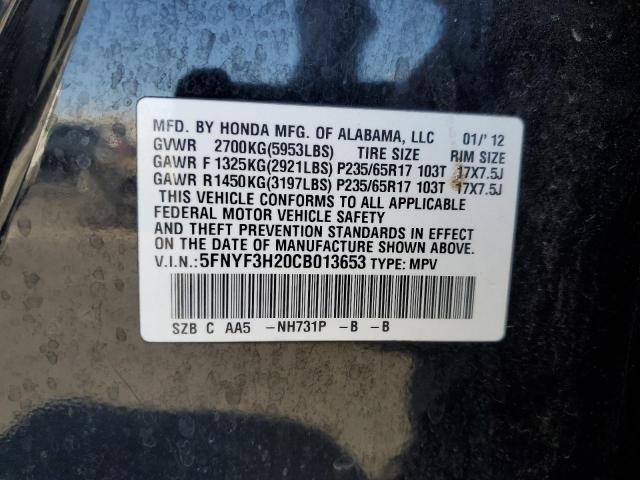 MFD. BY HONDA MFG. OF ALABAMA, LLC 01/'12
GVWR 2700KG(5953LBS) TIRE SIZE RIM SIZE
GAWR F 1325KG(2921LBS) P235/65R17 103T 17X7.5J
GAWR R1450KG(3197LBS) P235/65R17 103T 17X7.5J
THIS VEHICLE CONFORMS TO ALL APPLICABLE
FEDERAL MOTOR VEHICLE SAFETY
AND THEFT PREVENTION STANDARDS IN EFFECT
ON THE DATE OF MANUFACTURE SHOWN ABOVE.
V.I.N.: 5FNYF3H20CB013653 TYPE: MPV
SZB C AA5 -NH731P -B -B